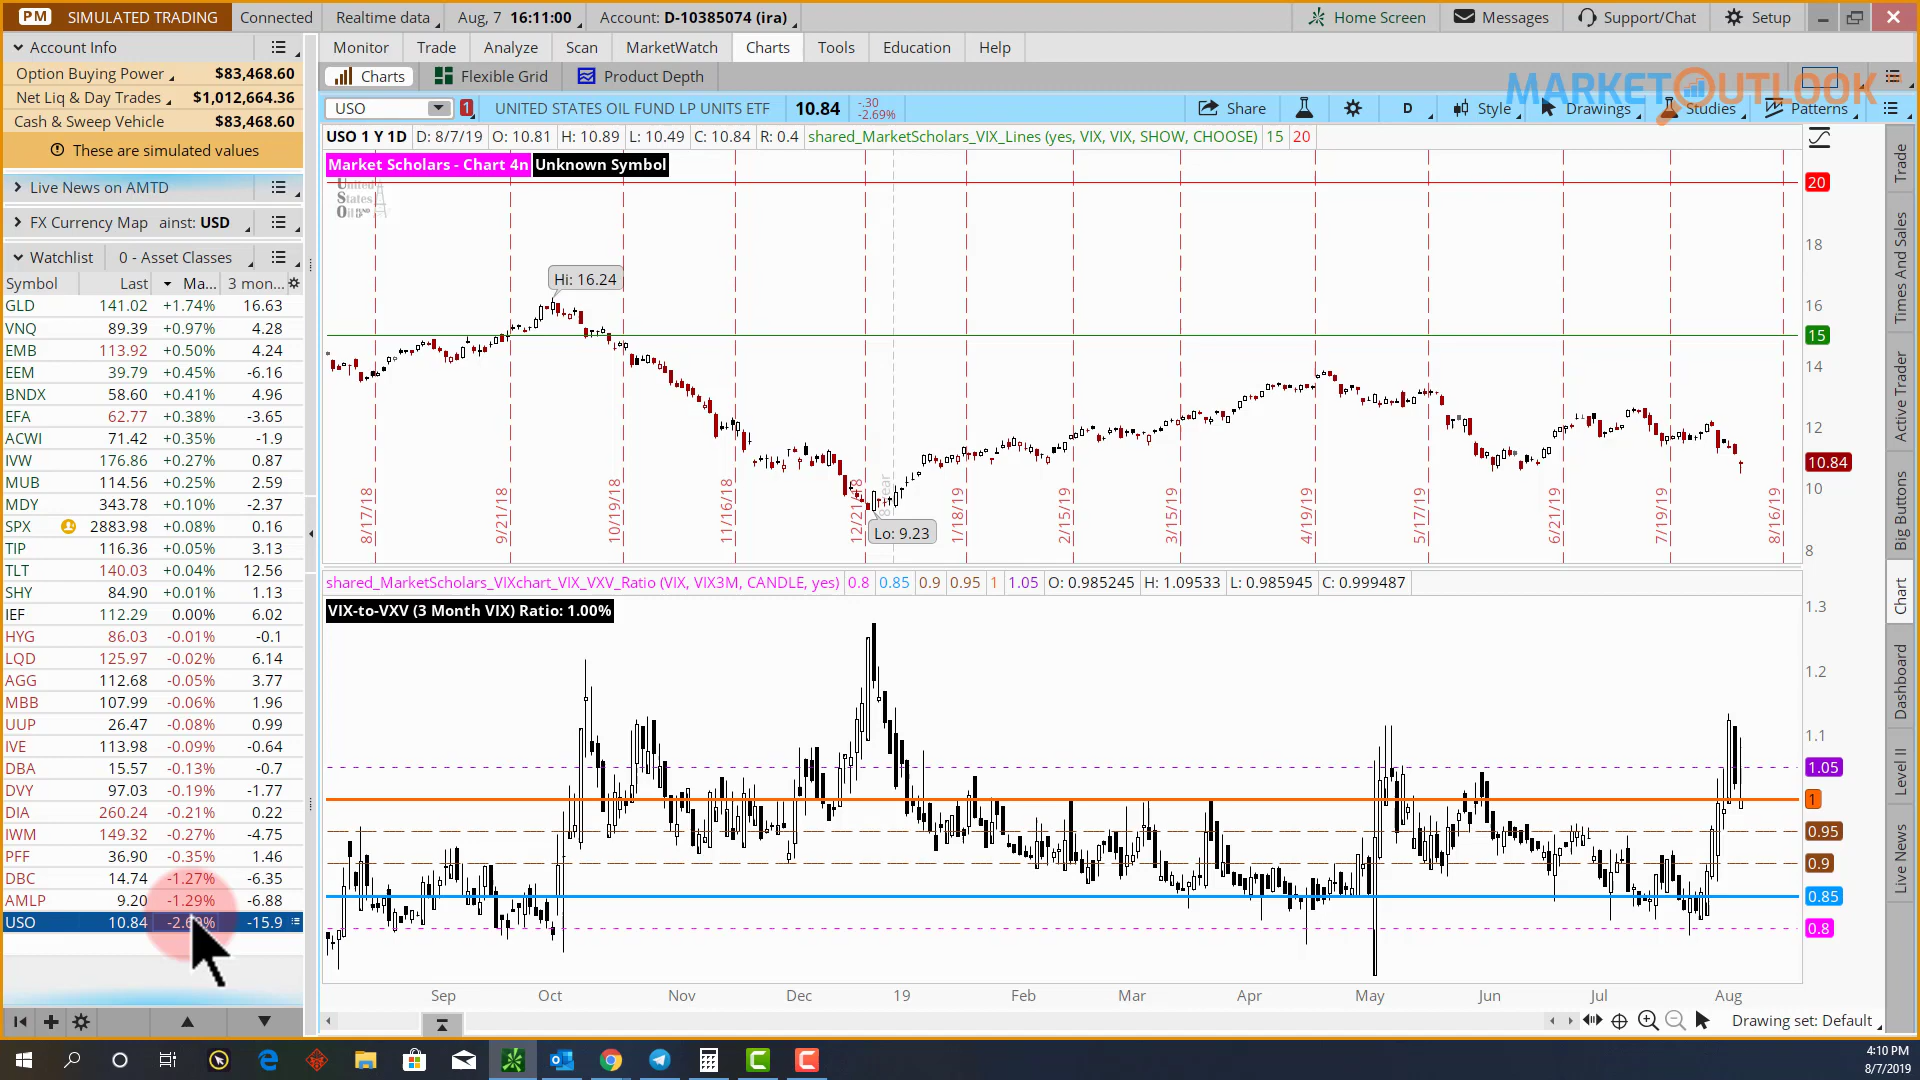 PM SIMULATED TRADING Connected Realtime data Aug, 7 16:11:00 Account: D-10385074 (ira) Home Screen Messages Support/Chat Setup
Account Info
Option Buying Power $83,468.60
Net Liq & Day Trades $1,012,664.36
Cash & Sweep Vehicle $83,468.60
These are simulated values
Live News on AMTD
FX Currency Map ainst: USD
Watchlist 0 - Asset Classes
Symbol Last Ma... 3 mon...
GLD 141.02 +1.74% 16.63
VNQ 89.39 +0.97% 4.28
EMB 113.92 +0.50% 4.24
EEM 39.79 +0.45% -6.16
BNDX 58.60 +0.41% 4.96
EFA 62.77 +0.38% -3.65
ACWI 71.42 +0.35% -1.9
IVW 176.86 +0.27% 0.87
MUB 114.56 +0.25% 2.59
MDY 343.78 +0.10% -2.37
SPX 2883.98 +0.08% 0.16
TIP 116.36 +0.05% 3.13
TLT 140.03 +0.04% 12.56
SHY 84.90 +0.01% 1.13
IEF 112.29 0.00% 6.02
HYG 86.03 -0.01% -0.1
LQD 125.97 -0.02% 6.14
AGG 112.68 -0.05% 3.77
MBB 107.99 -0.06% 1.96
UUP 26.47 -0.08% 0.99
IVE 113.98 -0.09% -0.64
DBA 15.57 -0.13% -0.7
DVY 97.03 -0.19% -1.77
DIA 260.24 -0.21% 0.22
IWM 149.32 -0.27% -4.75
PFF 36.90 -0.35% 1.46
DBC 14.74 -1.27% -6.35
AMLP 9.20 -1.29% -6.88
USO 10.84 -15.9
Monitor Trade Analyze Scan MarketWatch Charts Tools Education Help
Charts Flexible Grid Product Depth
MARKETOUTLOOK
USO 1 UNITED STATES OIL FUND LP UNITS ETF 10.84 -.30 -2.69% Share D Style Drawings Studies Patterns
USO 1 Y 1D D: 8/7/19 O: 10.81 H: 10.89 L: 10.49 C: 10.84 R: 0.4 shared_MarketScholars_VIX_Lines (yes, VIX, VIX, SHOW, CHOOSE) 15 20
Market Scholars - Chart 4n Unknown Symbol
United
States
Oil
Hi: 16.24
Lo: 9.23
20
18
16
15
14
12
10.84
10
8
8/17/18 9/21/18 10/19/18 11/16/18 12/21/18 1/18/19 2/15/19 3/15/19 4/19/19 5/17/19 6/21/19 7/19/19 8/16/19
shared_MarketScholars_VIXchart_VIX_VXV_Ratio (VIX, VIX3M, CANDLE, yes) 0.8 0.85 0.9 0.95 1 1.05 O: 0.985245 H: 1.09533 L: 0.985945 C: 0.999487
VIX-to-VXV (3 Month VIX) Ratio: 1.00%
1.3
1.2
1.1
1.05
1
0.95
0.9
0.85
0.8
Sep Oct Nov Dec 19 Feb Mar Apr May Jun Jul Aug
Drawing set: Default
Trade
Times And Sales
Active Trader
Big Buttons
Chart
Dashboard
Level II
Live News
4:10 PM
8/7/2019